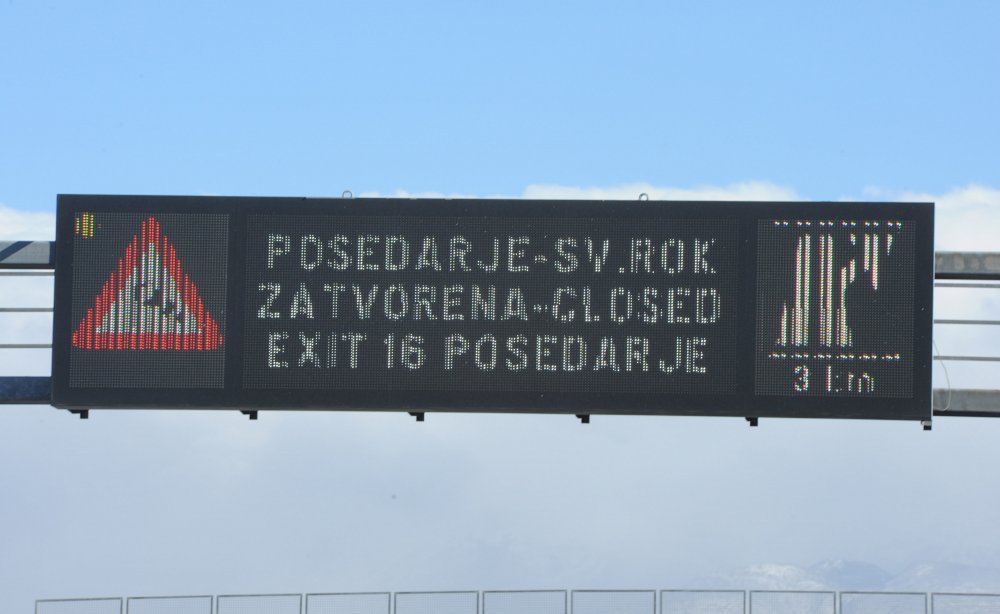 POSEDARJE-SV.ROK
ZATVORENA-CLOSED
EXIT 16 POSEDARJE
3 km